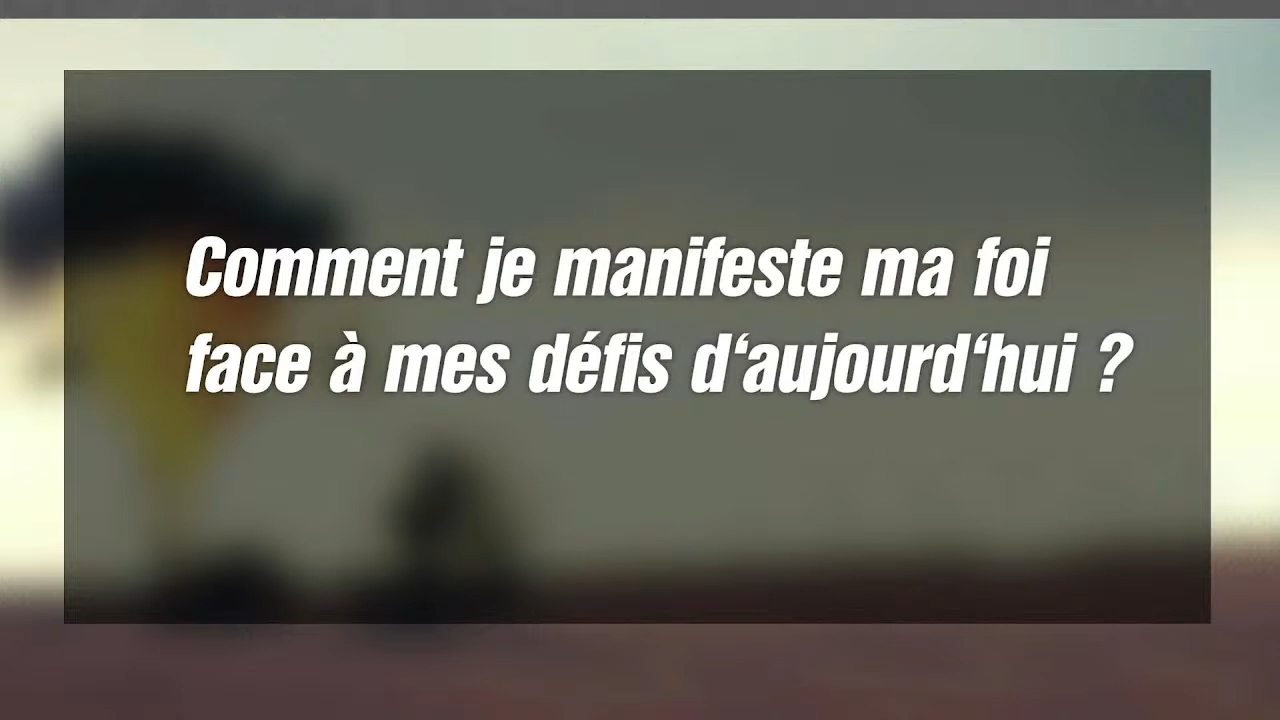 Comment je manifeste ma foi
face à mes défis d‘aujourd‘hui ?